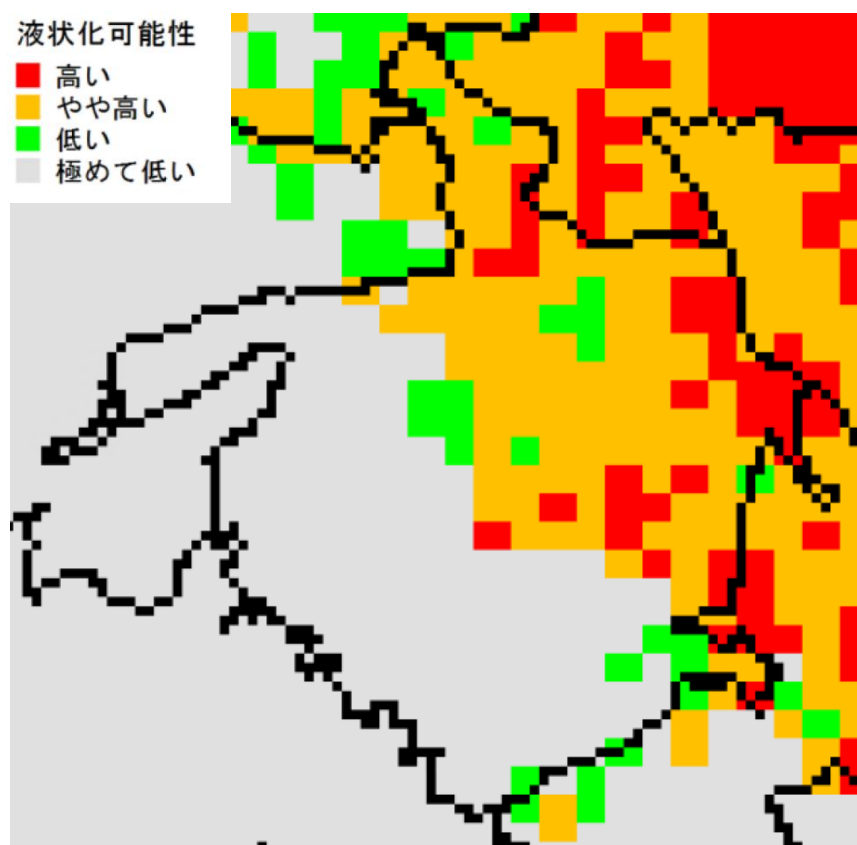 液状化可能性
高い
やや高い
低い
極めて低い